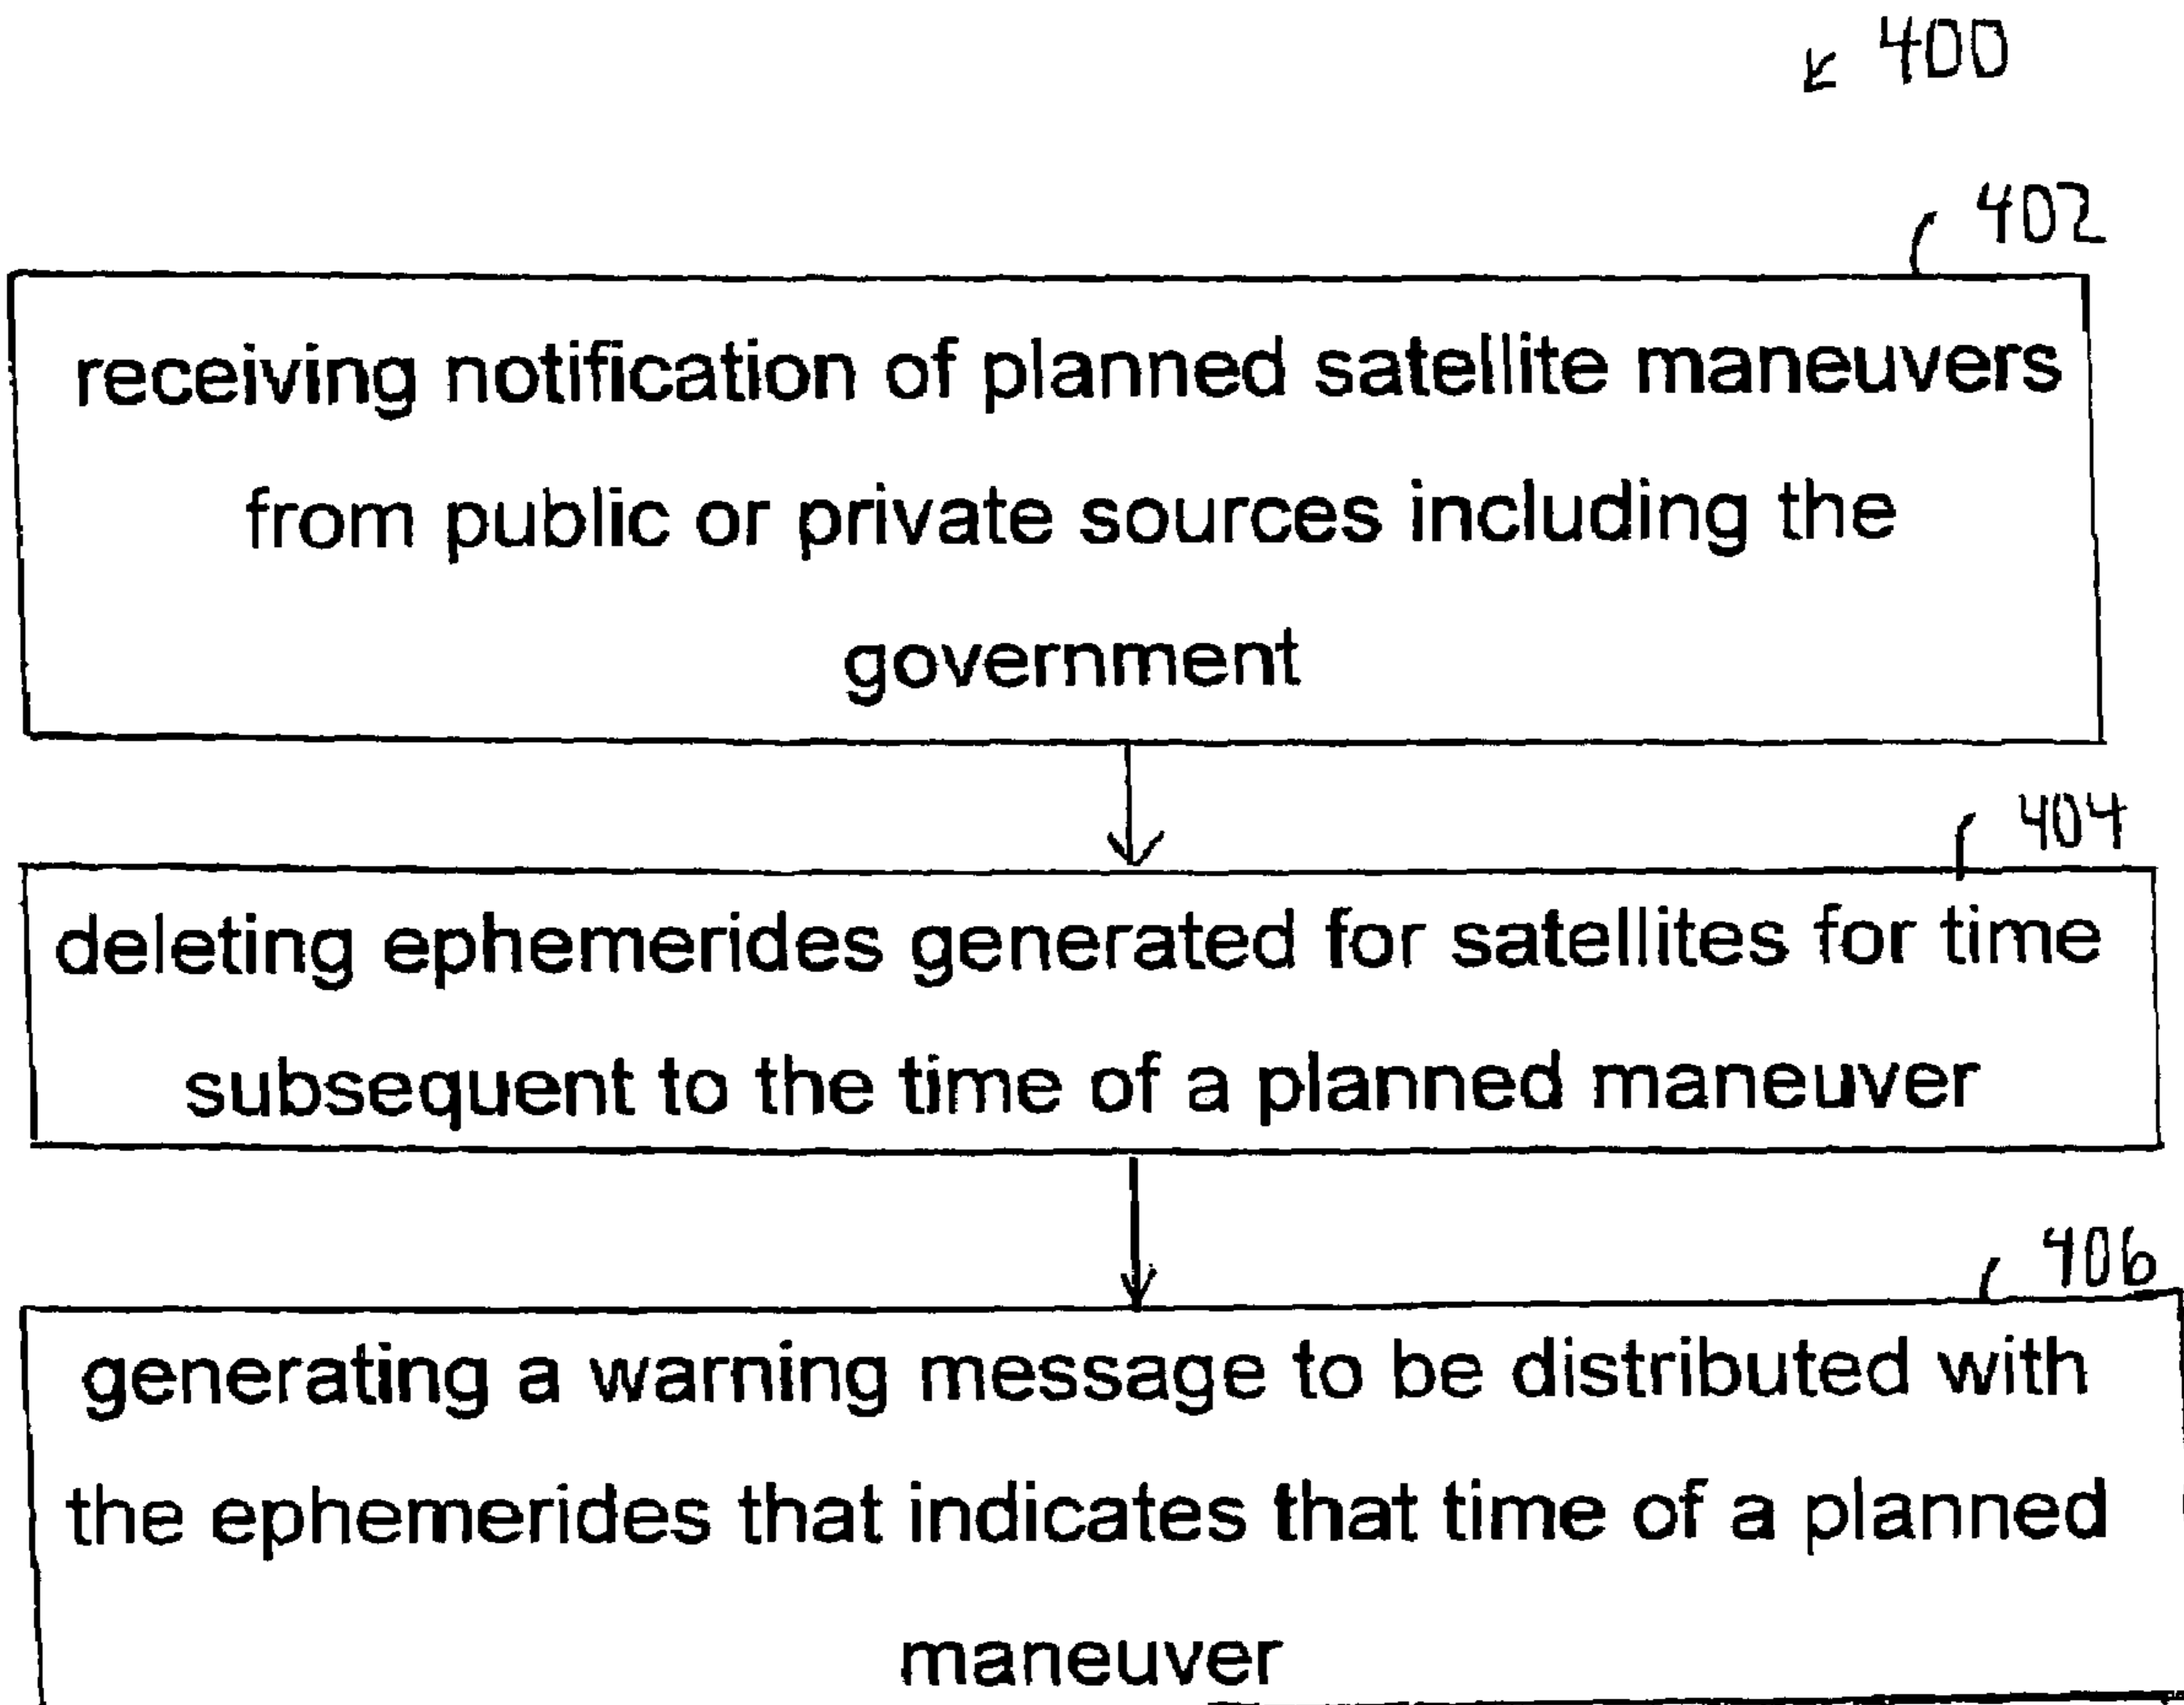 400
402
receiving notification of planned satellite maneuvers
from public or private sources including the
government
404
deleting ephemerides generated for satellites for time
subsequent to the time of a planned maneuver
406
generating a warning message to be distributed with
the ephemerides that indicates that time of a planned
maneuver